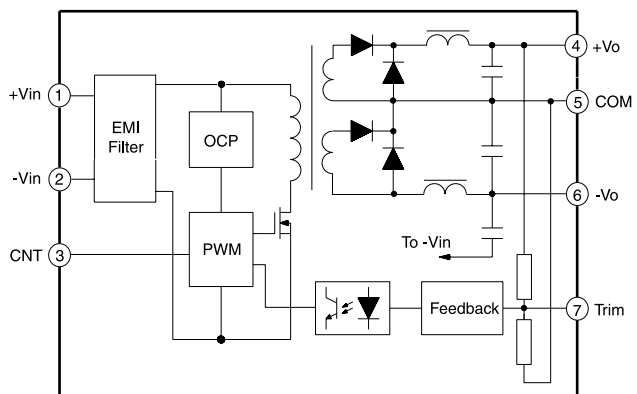 4 +Vo
+Vin 1
5 COM
EMI
Filter
OCP
-Vin 2
6 -Vo
CNT 3
PWM
To -Vin
Feedback
7 Trim